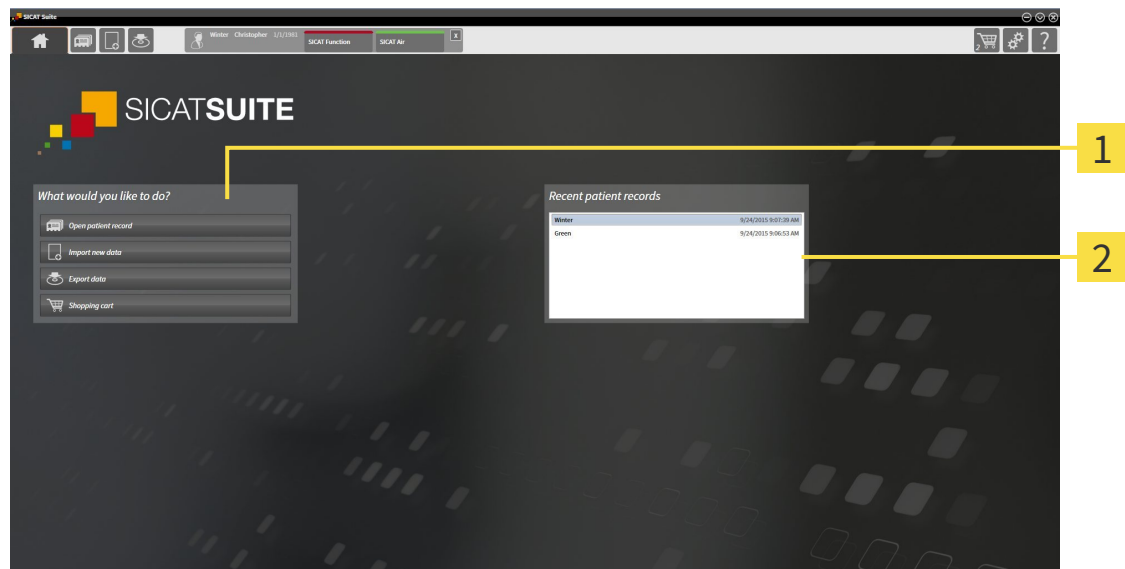 SICAT Suite
Winter Christopher 1/1/1981
SICAT Function
SICAT Air
X
2
?
SICATSUITE
1
What would you like to do?
Open patient record
Import new data
Export data
Shopping cart
Recent patient records
Winter 9/24/2015 9:07:39 AM
Green 9/24/2015 9:06:53 AM
2